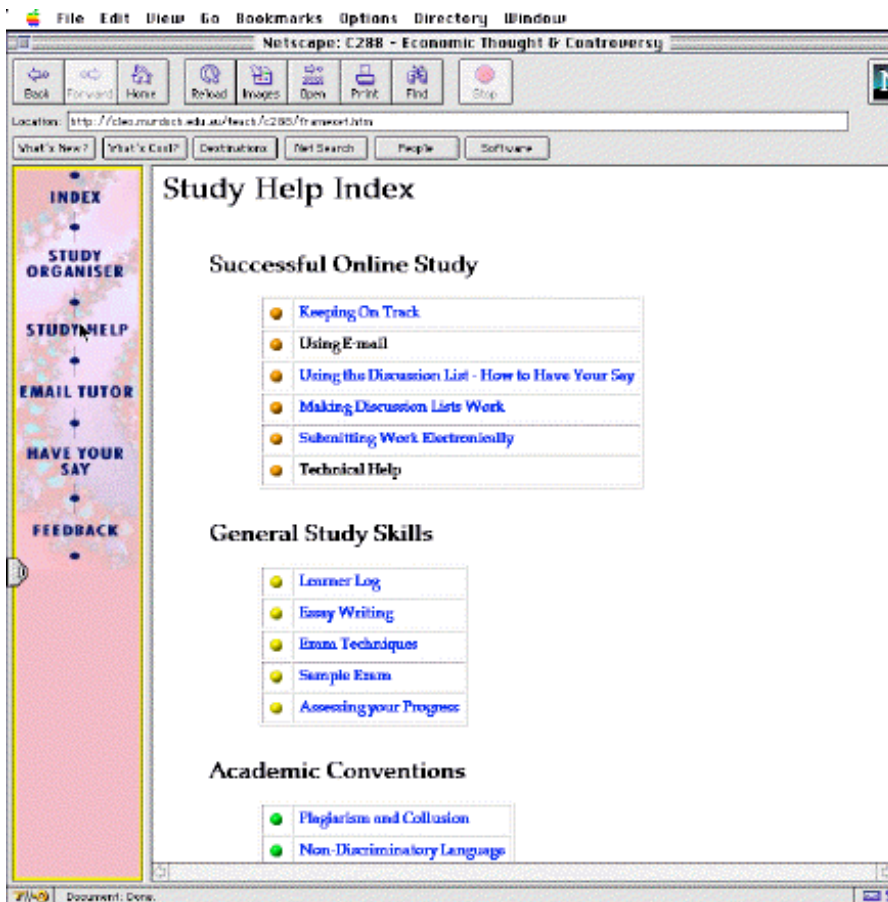 File Edit View Go Bookmarks Options Directory Window
Netscape: C288 - Economic Thought & Controversy
Back Forward Home Reload Images Open Print Find Stop
Location: http://cleo.murdoch.edu.au/teach/c288/frameset.htm
What's New? What's Cool? Destinations Net Search People Software
INDEX
STUDY
ORGANISER
STUDY HELP
EMAIL TUTOR
HAVE YOUR
SAY
FEEDBACK
Study Help Index
Successful Online Study
Keeping On Track
Using E-mail
Using the Discussion List - How to Have Your Say
Making Discussion Lists Work
Submitting Work Electronically
Technical Help
General Study Skills
Learner Log
Essay Writing
Exam Techniques
Sample Exam
Assessing your Progress
Academic Conventions
Plagiarism and Collusion
Non-Discriminatory Language
Document: Done.